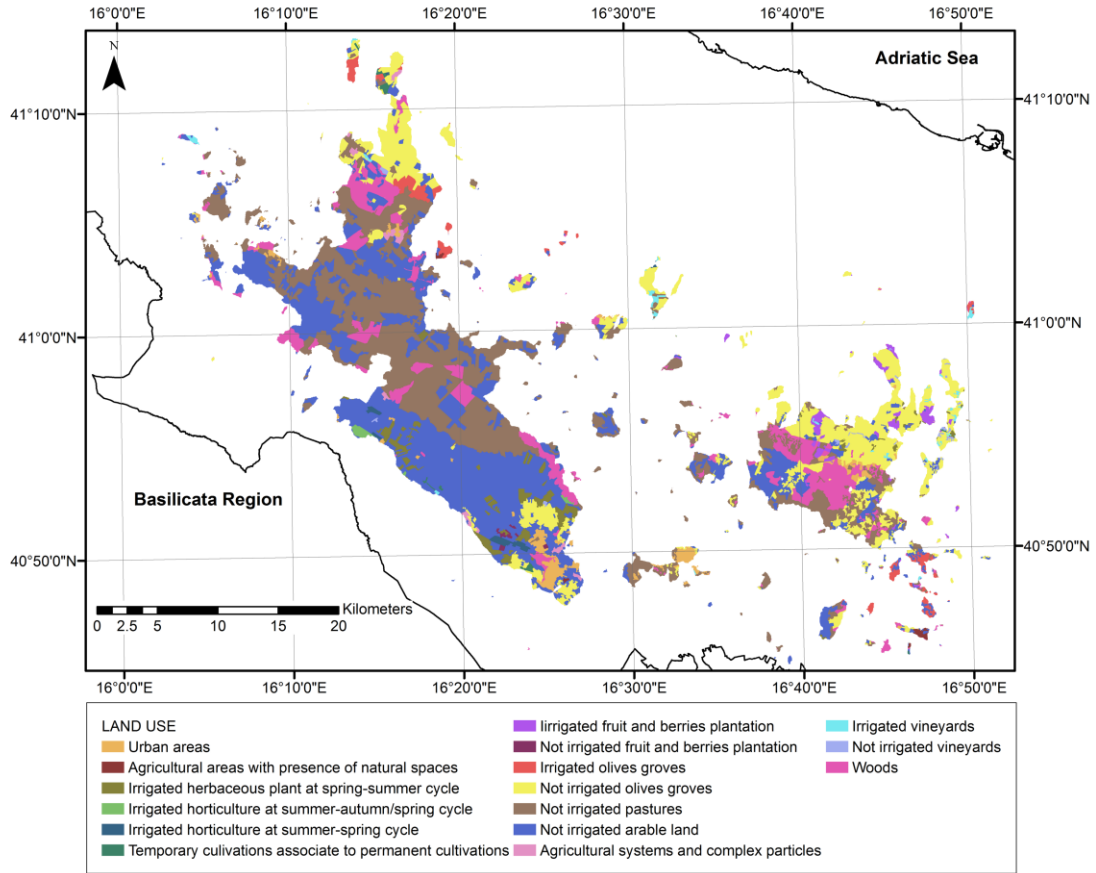 16°0'0"E 16°10'0"E 16°20'0"E 16°30'0"E 16°40'0"E 16°50'0"E
N
Adriatic Sea
41°10'0"N 41°10'0"N
41°0'0"N 41°0'0"N
Basilicata Region
40°50'0"N 40°50'0"N
Kilometers
0 2.5 5 10 15 20
16°0'0"E 16°10'0"E 16°20'0"E 16°30'0"E 16°40'0"E 16°50'0"E
LAND USE
Urban areas
Agricultural areas with presence of natural spaces
Irrigated herbaceous plant at spring-summer cycle
Irrigated horticulture at summer-autumn/spring cycle
Irrigated horticulture at summer-spring cycle
Temporary culivations associate to permanent cultivations
Iirrigated fruit and berries plantation
Not irrigated fruit and berries plantation
Irrigated olives groves
Not irrigated olives groves
Not irrigated pastures
Not irrigated arable land
Agricultural systems and complex particles
Irrigated vineyards
Not irrigated vineyards
Woods